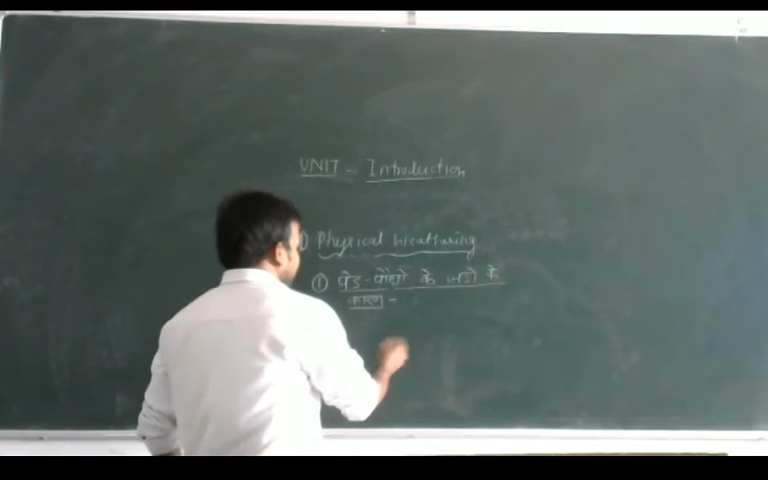 UNIT - Introduction
1) Physical Weathering
① पेड़-पौधो के जड़ो के
कारण -